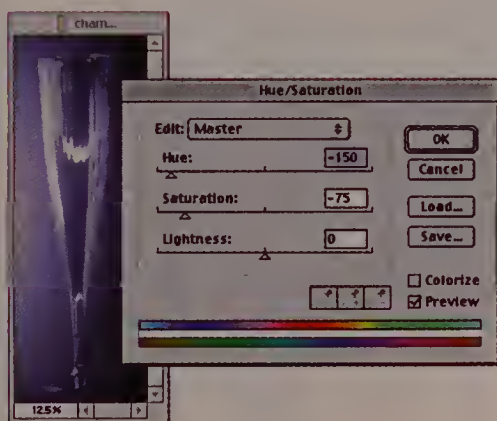 cham...
Hue/Saturation
Edit: Master
OK
Hue: -150
Cancel
Saturation: -75
Load...
Lightness: 0
Save...
Colorize
Preview
12.5%